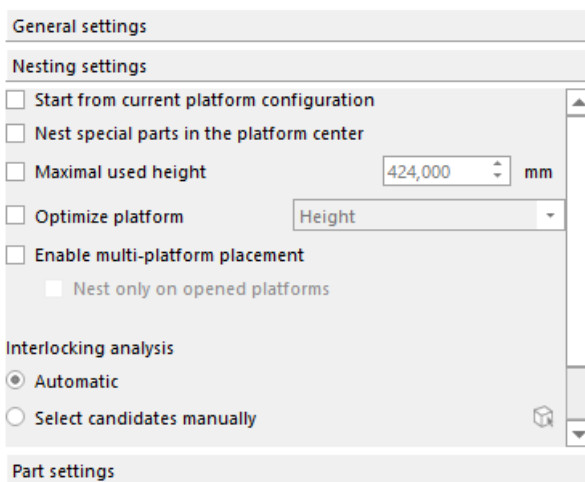 General settings
Nesting settings
Start from current platform configuration
Nest special parts in the platform center
Maximal used height 424,000 mm
Optimize platform Height
Enable multi-platform placement
Nest only on opened platforms
Interlocking analysis
Automatic
Select candidates manually
Part settings